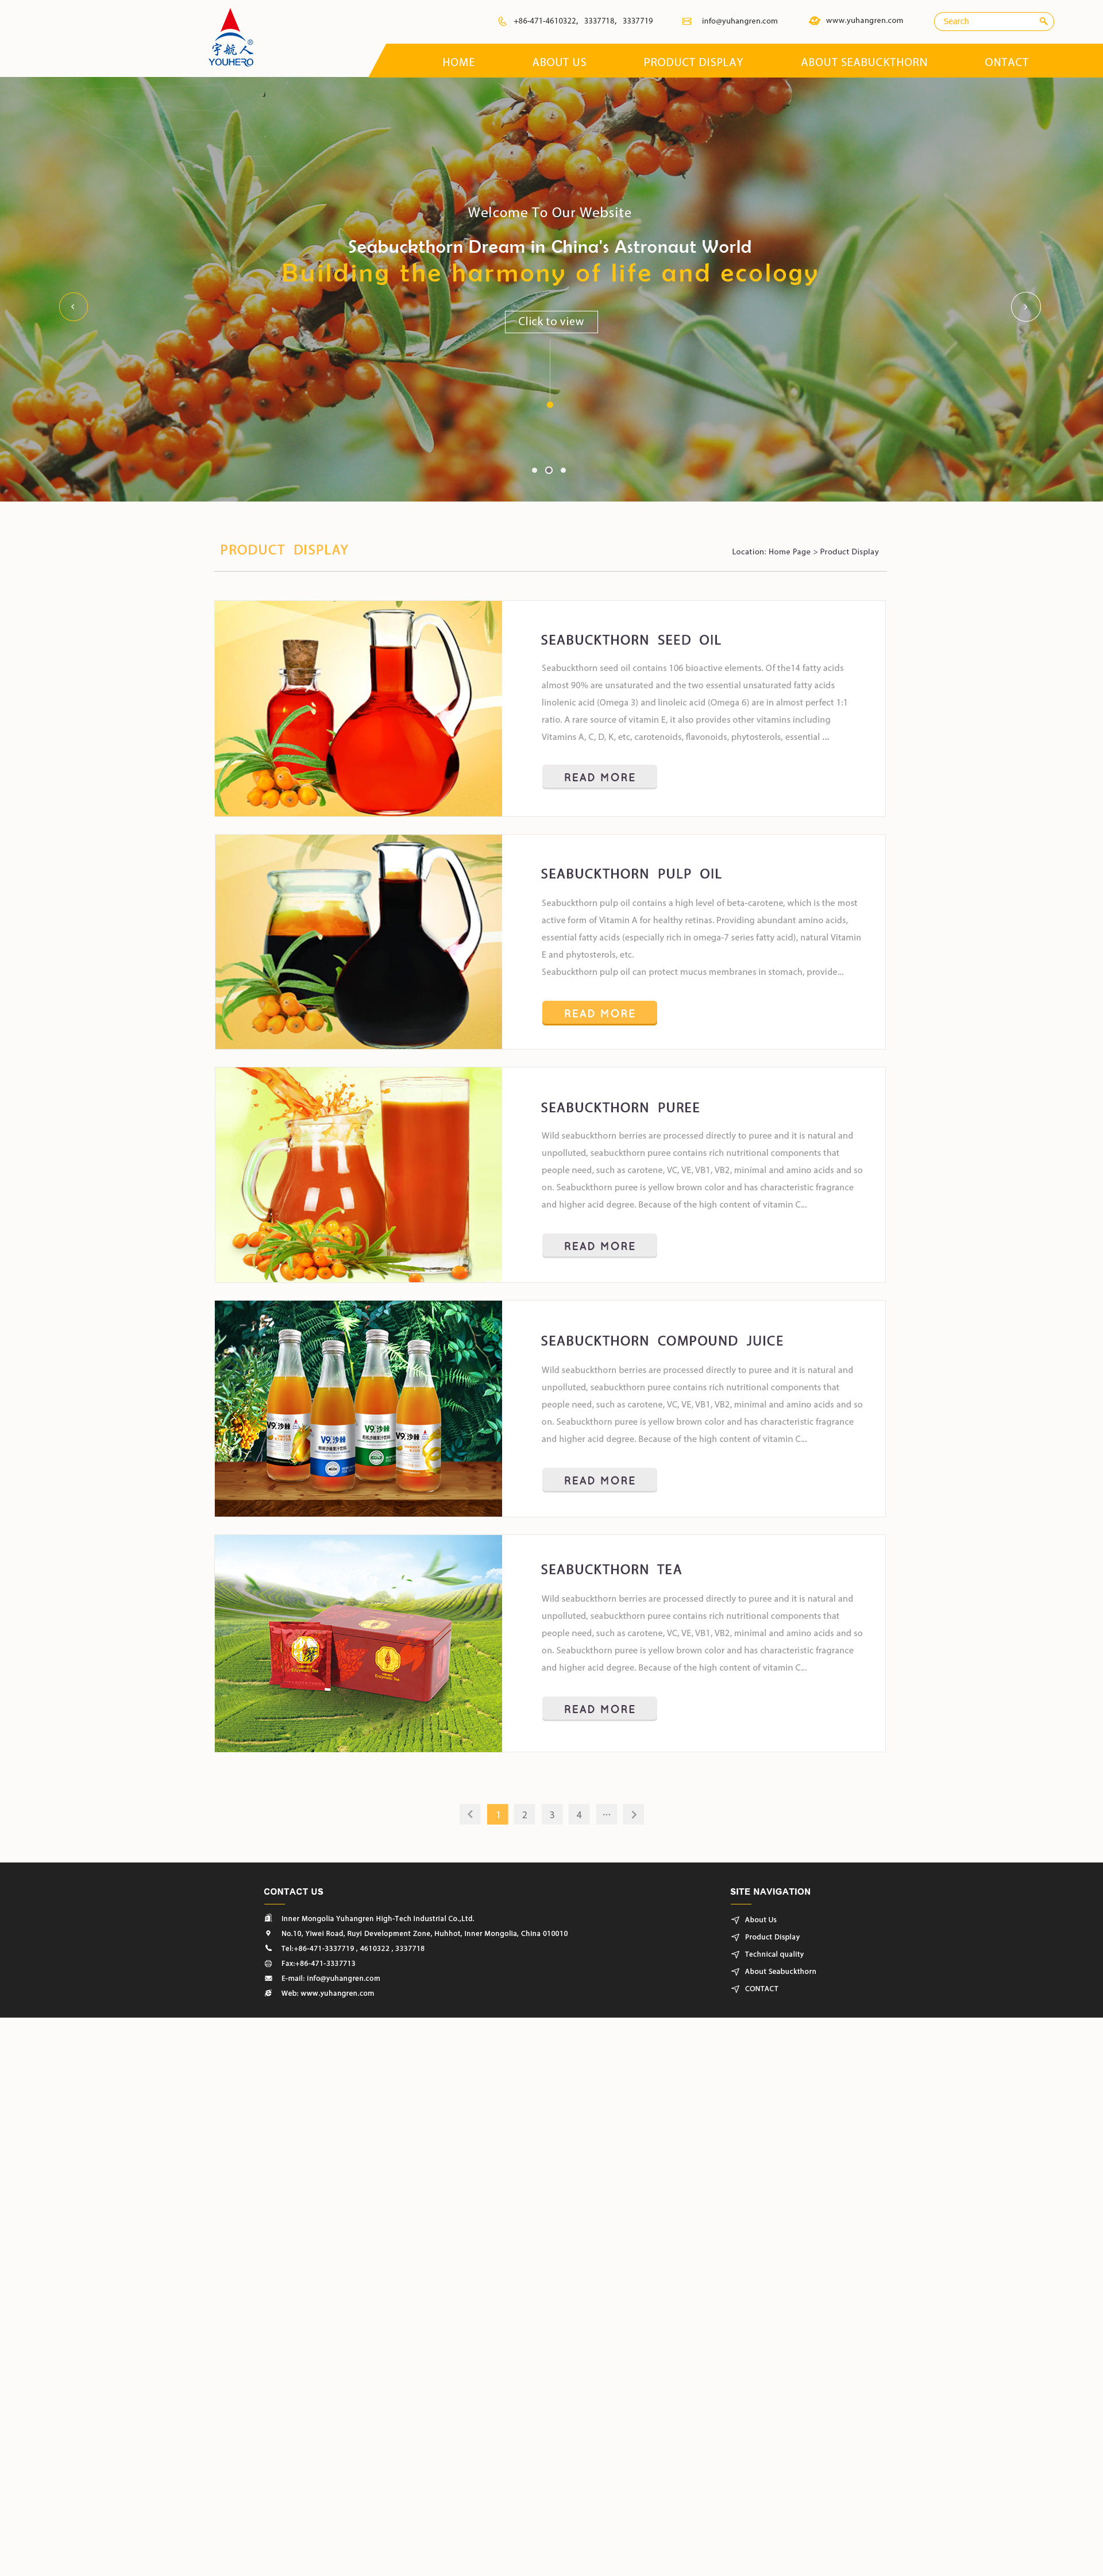 +86-471-4610322, 3337718, 3337719
info@yuhangren.com
www.yuhangren.com
Search
宇航人®
YOUHERO
HOME
ABOUT US
PRODUCT DISPLAY
ABOUT SEABUCKTHORN
ONTACT
Welcome To Our Website
Seabuckthorn Dream in China's Astronaut World
Building the harmony of life and ecology
Click to view
PRODUCT DISPLAY
Location: Home Page > Product Display
SEABUCKTHORN SEED OIL
Seabuckthorn seed oil contains 106 bioactive elements. Of the14 fatty acids
almost 90% are unsaturated and the two essential unsaturated fatty acids
linolenic acid (Omega 3) and linoleic acid (Omega 6) are in almost perfect 1:1
ratio. A rare source of vitamin E, it also provides other vitamins including
Vitamins A, C, D, K, etc, carotenoids, flavonoids, phytosterols, essential ...
READ MORE
SEABUCKTHORN PULP OIL
Seabuckthorn pulp oil contains a high level of beta-carotene, which is the most
active form of Vitamin A for healthy retinas. Providing abundant amino acids,
essential fatty acids (especially rich in omega-7 series fatty acid), natural Vitamin
E and phytosterols, etc.
Seabuckthorn pulp oil can protect mucus membranes in stomach, provide...
READ MORE
SEABUCKTHORN PUREE
Wild seabuckthorn berries are processed directly to puree and it is natural and
unpolluted, seabuckthorn puree contains rich nutritional components that
people need, such as carotene, VC, VE, VB1, VB2, minimal and amino acids and so
on. Seabuckthorn puree is yellow brown color and has characteristic fragrance
and higher acid degree. Because of the high content of vitamin C...
READ MORE
V9.沙棘
V9.沙棘
V9.沙棘
V9.沙棘
SEABUCKTHORN COMPOUND JUICE
Wild seabuckthorn berries are processed directly to puree and it is natural and
unpolluted, seabuckthorn puree contains rich nutritional components that
people need, such as carotene, VC, VE, VB1, VB2, minimal and amino acids and so
on. Seabuckthorn puree is yellow brown color and has characteristic fragrance
and higher acid degree. Because of the high content of vitamin C...
READ MORE
Enzymatic Tea
Enzymatic Tea
SEABUCKTHORN TEA
Wild seabuckthorn berries are processed directly to puree and it is natural and
unpolluted, seabuckthorn puree contains rich nutritional components that
people need, such as carotene, VC, VE, VB1, VB2, minimal and amino acids and so
on. Seabuckthorn puree is yellow brown color and has characteristic fragrance
and higher acid degree. Because of the high content of vitamin C...
READ MORE
1 2 3 4 ...
CONTACT US
Inner Mongolia Yuhangren High-Tech Industrial Co.,Ltd.
No.10, Yiwei Road, Ruyi Development Zone, Huhhot, Inner Mongolia, China 010010
Tel:+86-471-3337719 , 4610322 , 3337718
Fax:+86-471-3337713
E-mail: info@yuhangren.com
Web: www.yuhangren.com
SITE NAVIGATION
About Us
Product Display
Technical quality
About Seabuckthorn
CONTACT